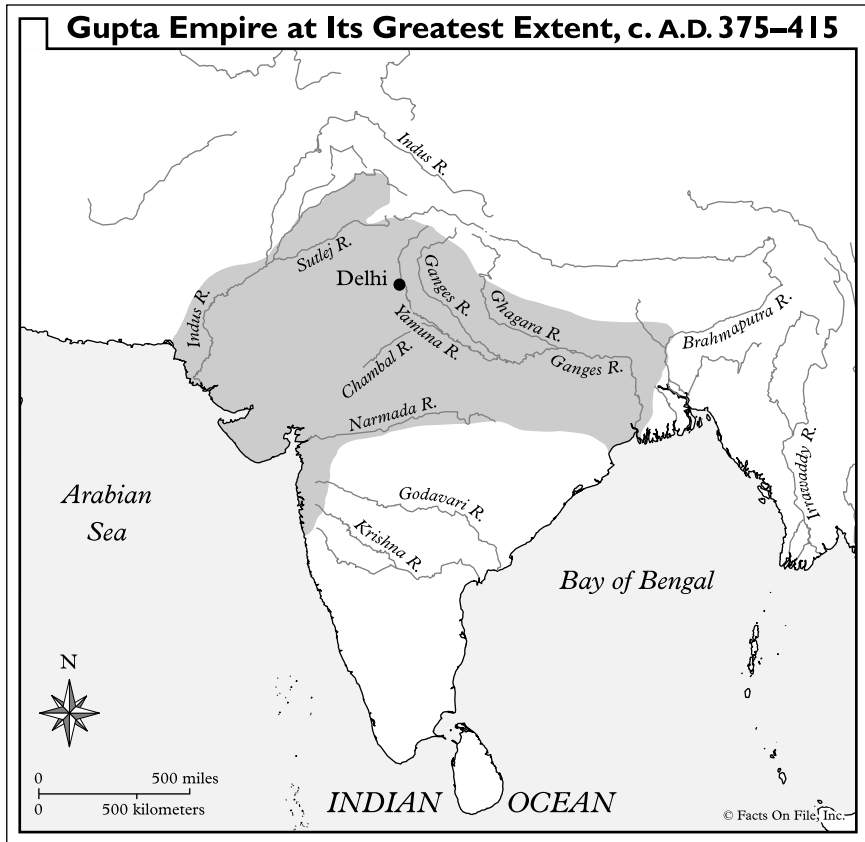 Gupta Empire at Its Greatest Extent, c. A.D. 375–415
Indus R.
Sutlej R.
Delhi
Ganges R.
Indus R.
Ghagara R.
Brahmaputra R.
Yamuna R.
Chambal R.
Ganges R.
Narmada R.
Irrawaddy R.
Arabian
Sea
Godavari R.
Krishna R.
Bay of Bengal
N
0 500 miles
0 500 kilometers
INDIAN OCEAN
© Facts On File, Inc.